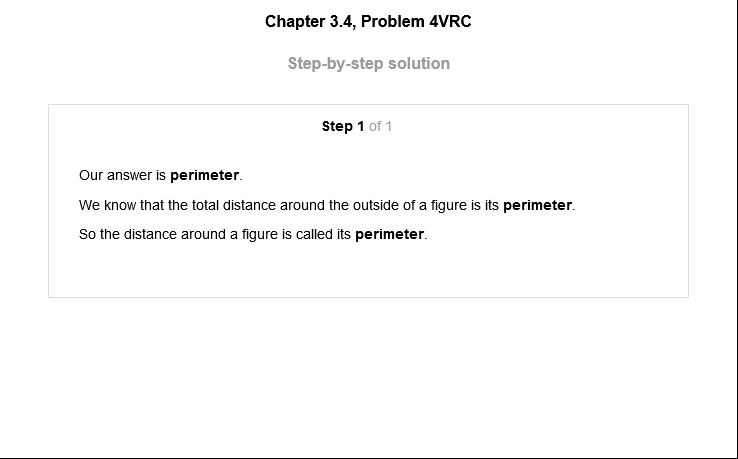 Chapter 3.4, Problem 4VRC
Step-by-step solution
Step 1 of 1
Our answer is perimeter.
We know that the total distance around the outside of a figure is its perimeter.
So the distance around a figure is called its perimeter.